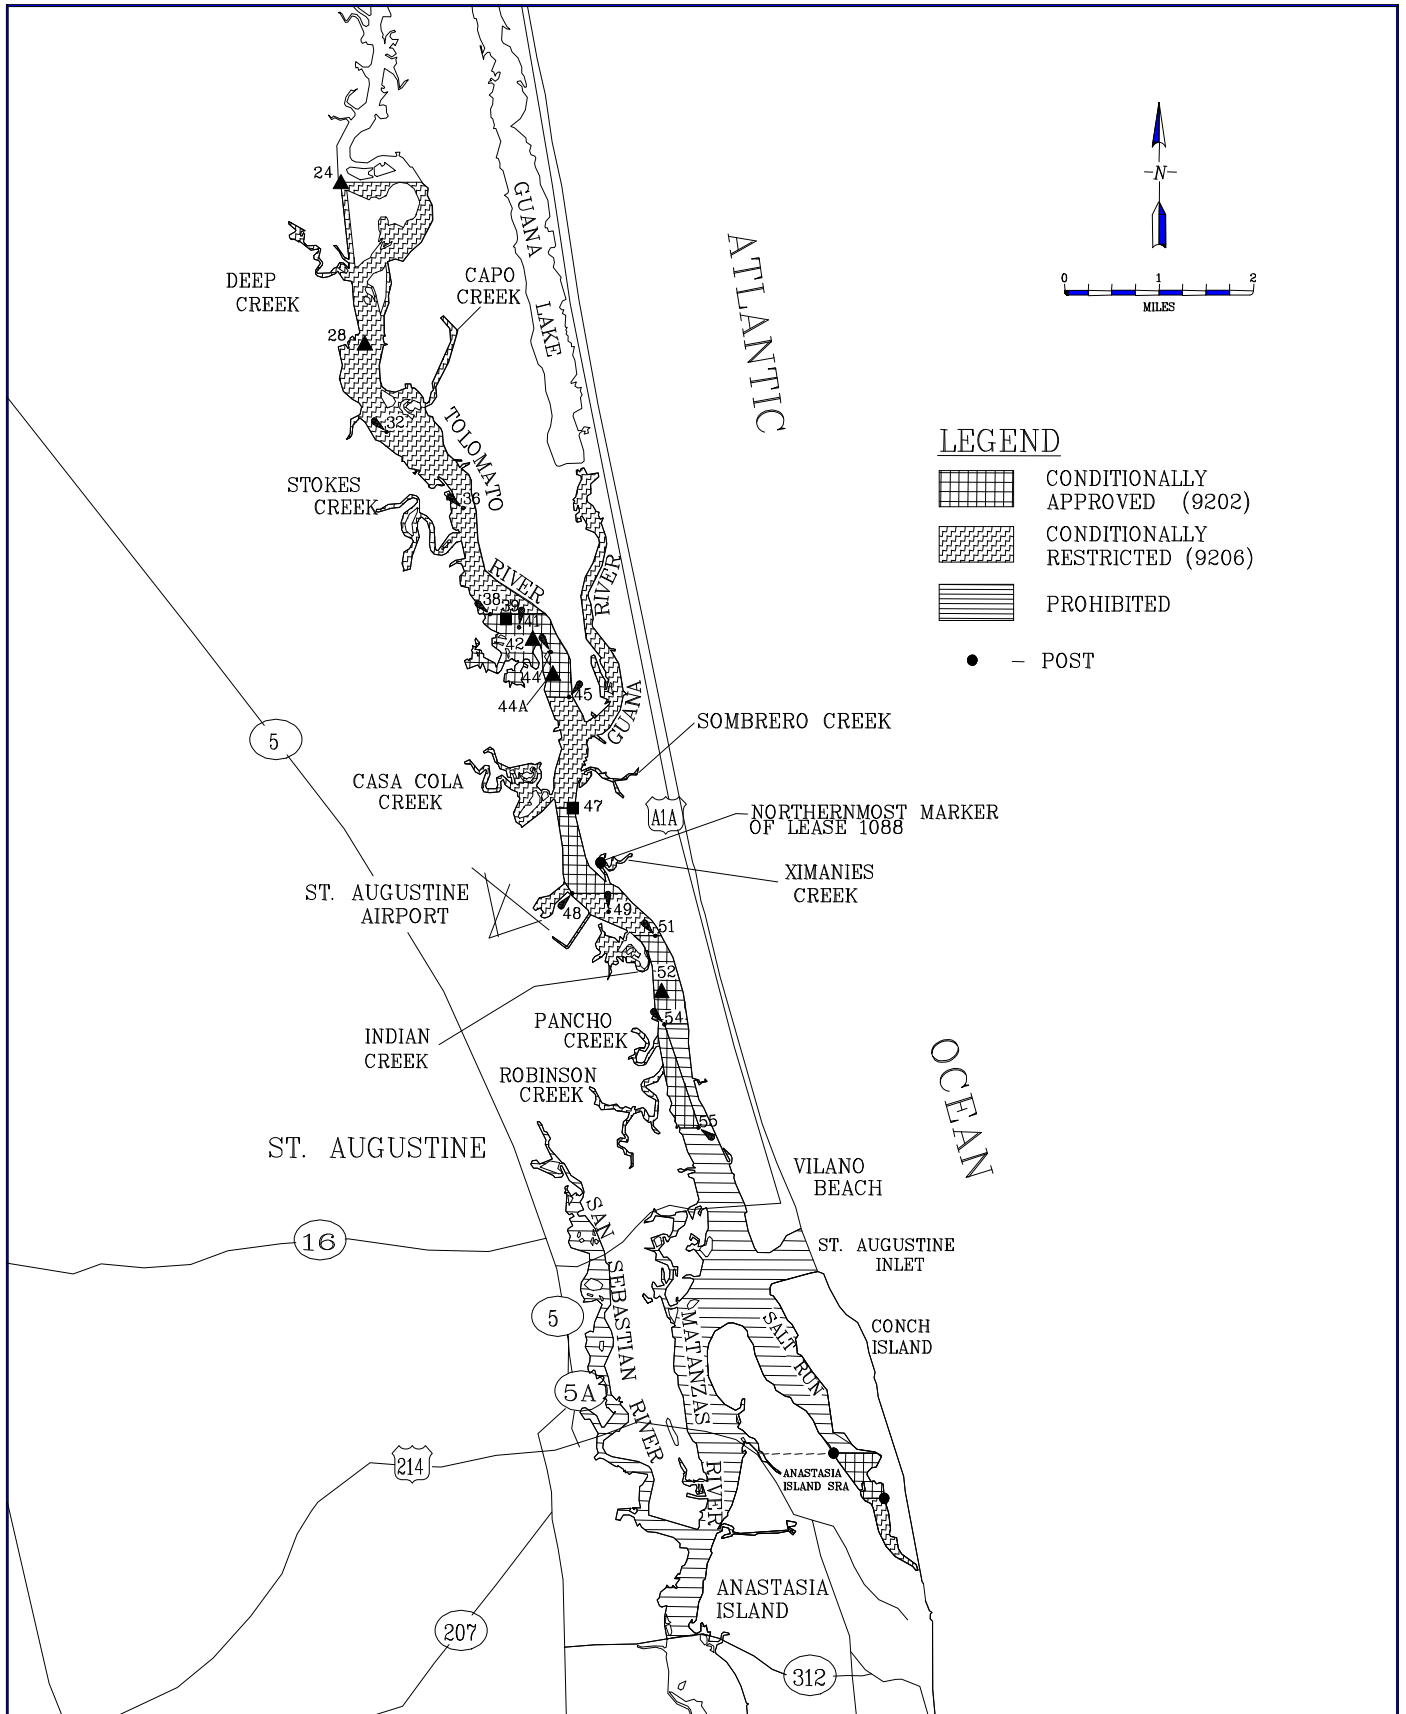 24
GUANA
LAKE
-N-
ATLANTIC
DEEP
CREEK
CAPO
CREEK
0 1 2
MILES
28
32
TOLOMATO
LEGEND
CONDITIONALLY
APPROVED (9202)
CONDITIONALLY
RESTRICTED (9206)
PROHIBITED
- POST
STOKES
CREEK
36
RIVER
RIVER
38
39
41
42
44
44A
45
GUANA
SOMBRERO CREEK
5
CASA COLA
CREEK
47
A1A
NORTHERNMOST MARKER
OF LEASE 1088
XIMANIES
CREEK
ST. AUGUSTINE
AIRPORT
48
49
51
52
54
INDIAN
CREEK
PANCHO
CREEK
ROBINSON
CREEK
OCEAN
55
ST. AUGUSTINE
VILANO
BEACH
SAN
SEBASTIAN
RIVER
16
ST. AUGUSTINE
INLET
5
MATANZAS
RIVER
SALT RUN
CONCH
ISLAND
5A
214
ANASTASIA
ISLAND SRA
ANASTASIA
ISLAND
207
312